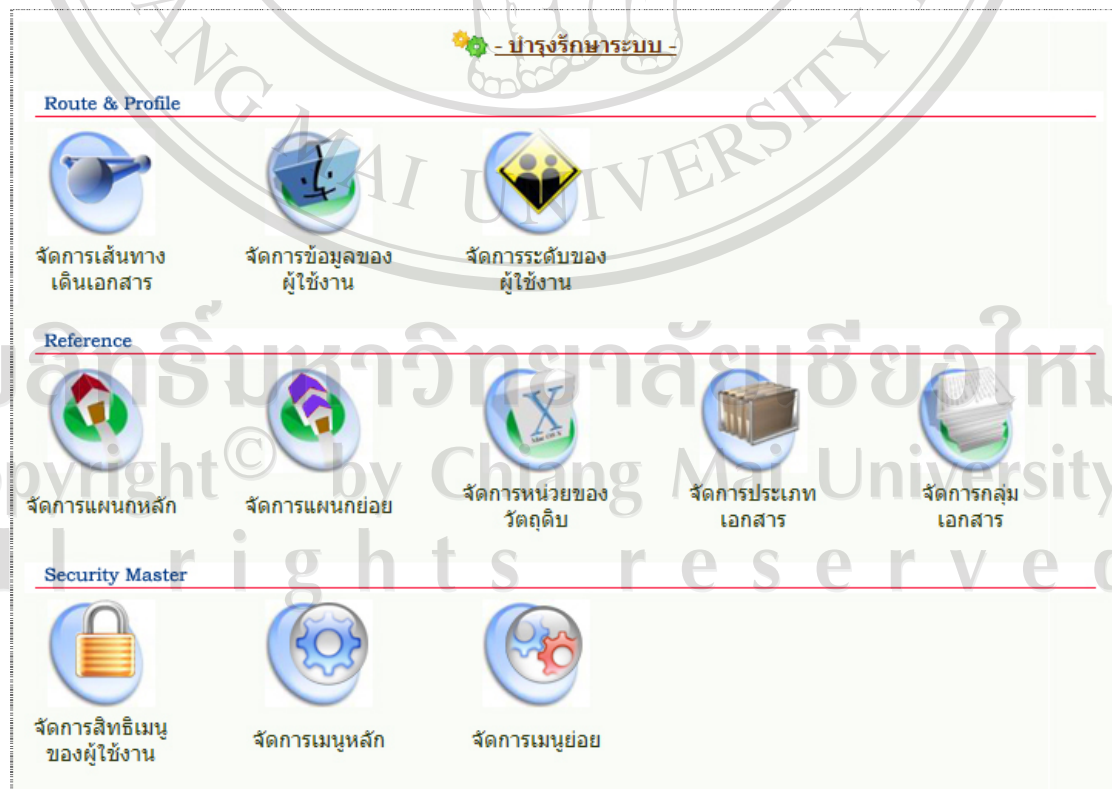 - บำรุงรักษาระบบ -
Route & Profile
จัดการเส้นทาง
เดินเอกสาร
จัดการข้อมูลของ
ผู้ใช้งาน
จัดการระดับของ
ผู้ใช้งาน
Reference
จัดการแผนกหลัก
จัดการแผนกย่อย
X
Mac OS X
จัดการหน่วยของ
วัตถุดิบ
จัดการประเภท
เอกสาร
จัดการกลุ่ม
เอกสาร
Security Master
จัดการสิทธิเมนู
ของผู้ใช้งาน
จัดการเมนูหลัก
จัดการเมนูย่อย
ANG MAI UNIVERSITY
สิทธิ์มหาวิทยาลัยเชียงใหม่
opyright © by Chiang Mai University
l rights reserved